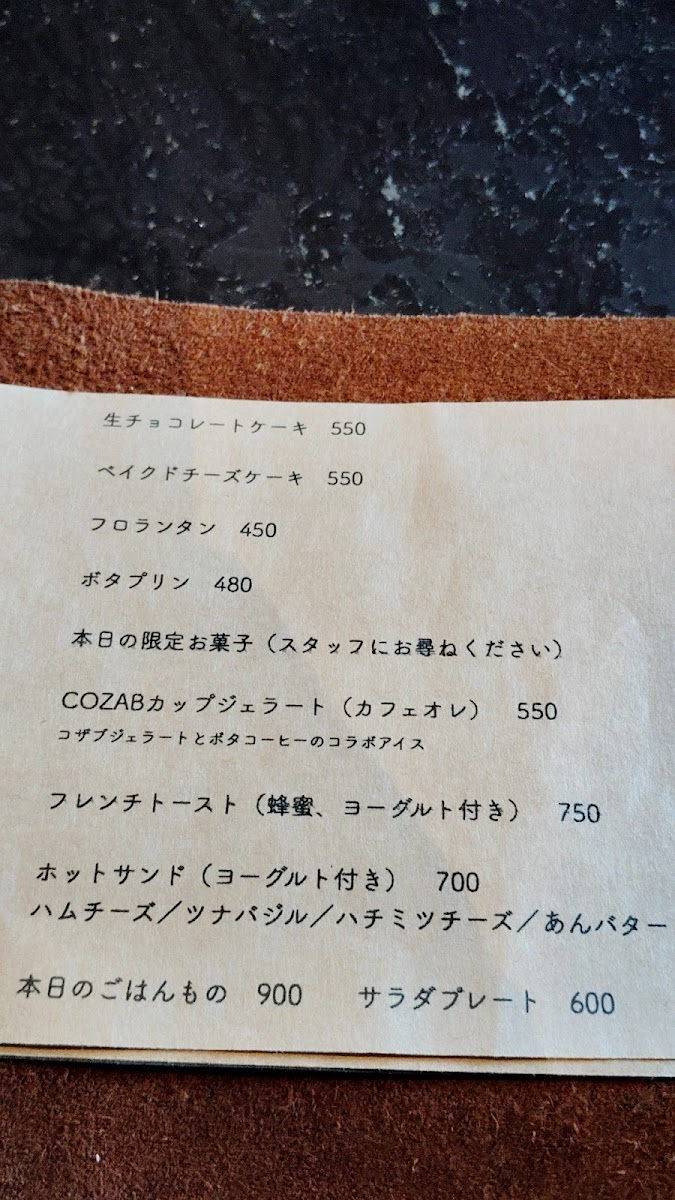 生チョコレートケーキ 550
ベイクドチーズケーキ 550
フロランタン 450
ボタプリン 480
本日の限定お菓子（スタッフにお尋ねください）
COZABカップジェラート（カフェオレ） 550
コザブジェラートとボタコーヒーのコラボアイス
フレンチトースト（蜂蜜、ヨーグルト付き） 750
ホットサンド（ヨーグルト付き） 700
ハムチーズ／ツナバジル／ハチミツチーズ／あんバター
本日のごはんもの 900 サラダプレート 600